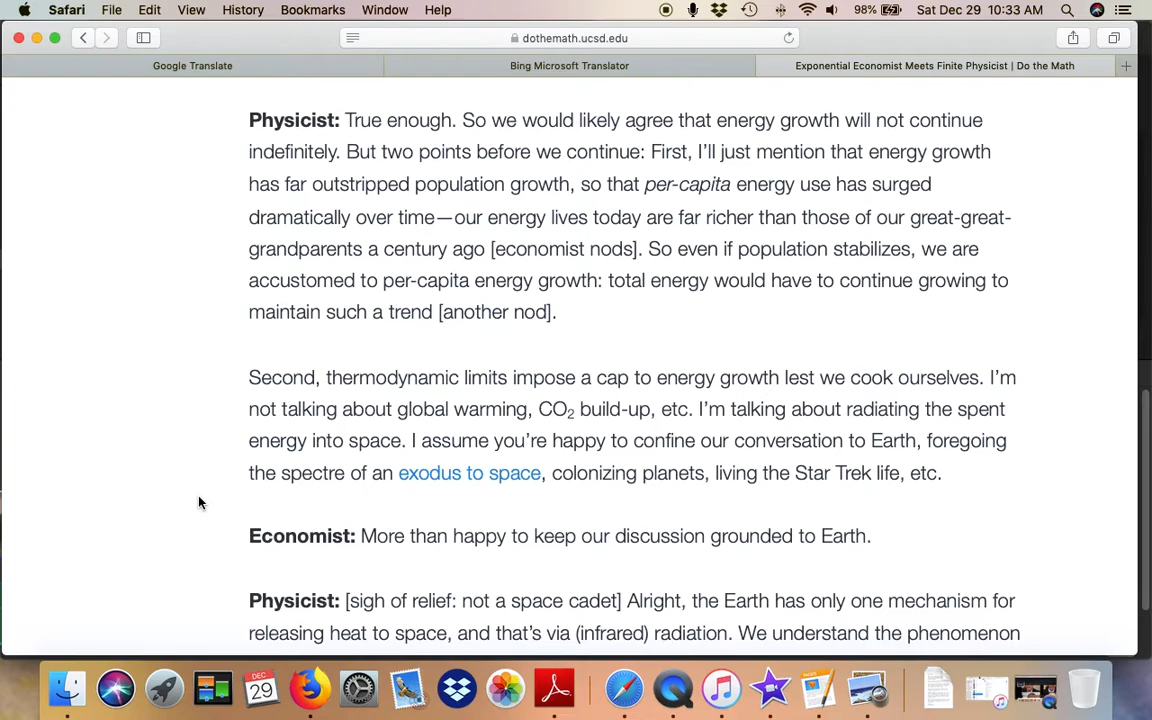 Safari File Edit View History Bookmarks Window Help 98% Sat Dec 29 10:33 AM
dothemath.ucsd.edu
Google Translate Bing Microsoft Translator Exponential Economist Meets Finite Physicist | Do the Math
Physicist: True enough. So we would likely agree that energy growth will not continue
indefinitely. But two points before we continue: First, I’ll just mention that energy growth
has far outstripped population growth, so that per-capita energy use has surged
dramatically over time—our energy lives today are far richer than those of our great-great-
grandparents a century ago [economist nods]. So even if population stabilizes, we are
accustomed to per-capita energy growth: total energy would have to continue growing to
maintain such a trend [another nod].
Second, thermodynamic limits impose a cap to energy growth lest we cook ourselves. I’m
not talking about global warming, CO₂ build-up, etc. I’m talking about radiating the spent
energy into space. I assume you’re happy to confine our conversation to Earth, foregoing
the spectre of an exodus to space, colonizing planets, living the Star Trek life, etc.
Economist: More than happy to keep our discussion grounded to Earth.
Physicist: [sigh of relief: not a space cadet] Alright, the Earth has only one mechanism for
releasing heat to space, and that’s via (infrared) radiation. We understand the phenomenon
DEC
29